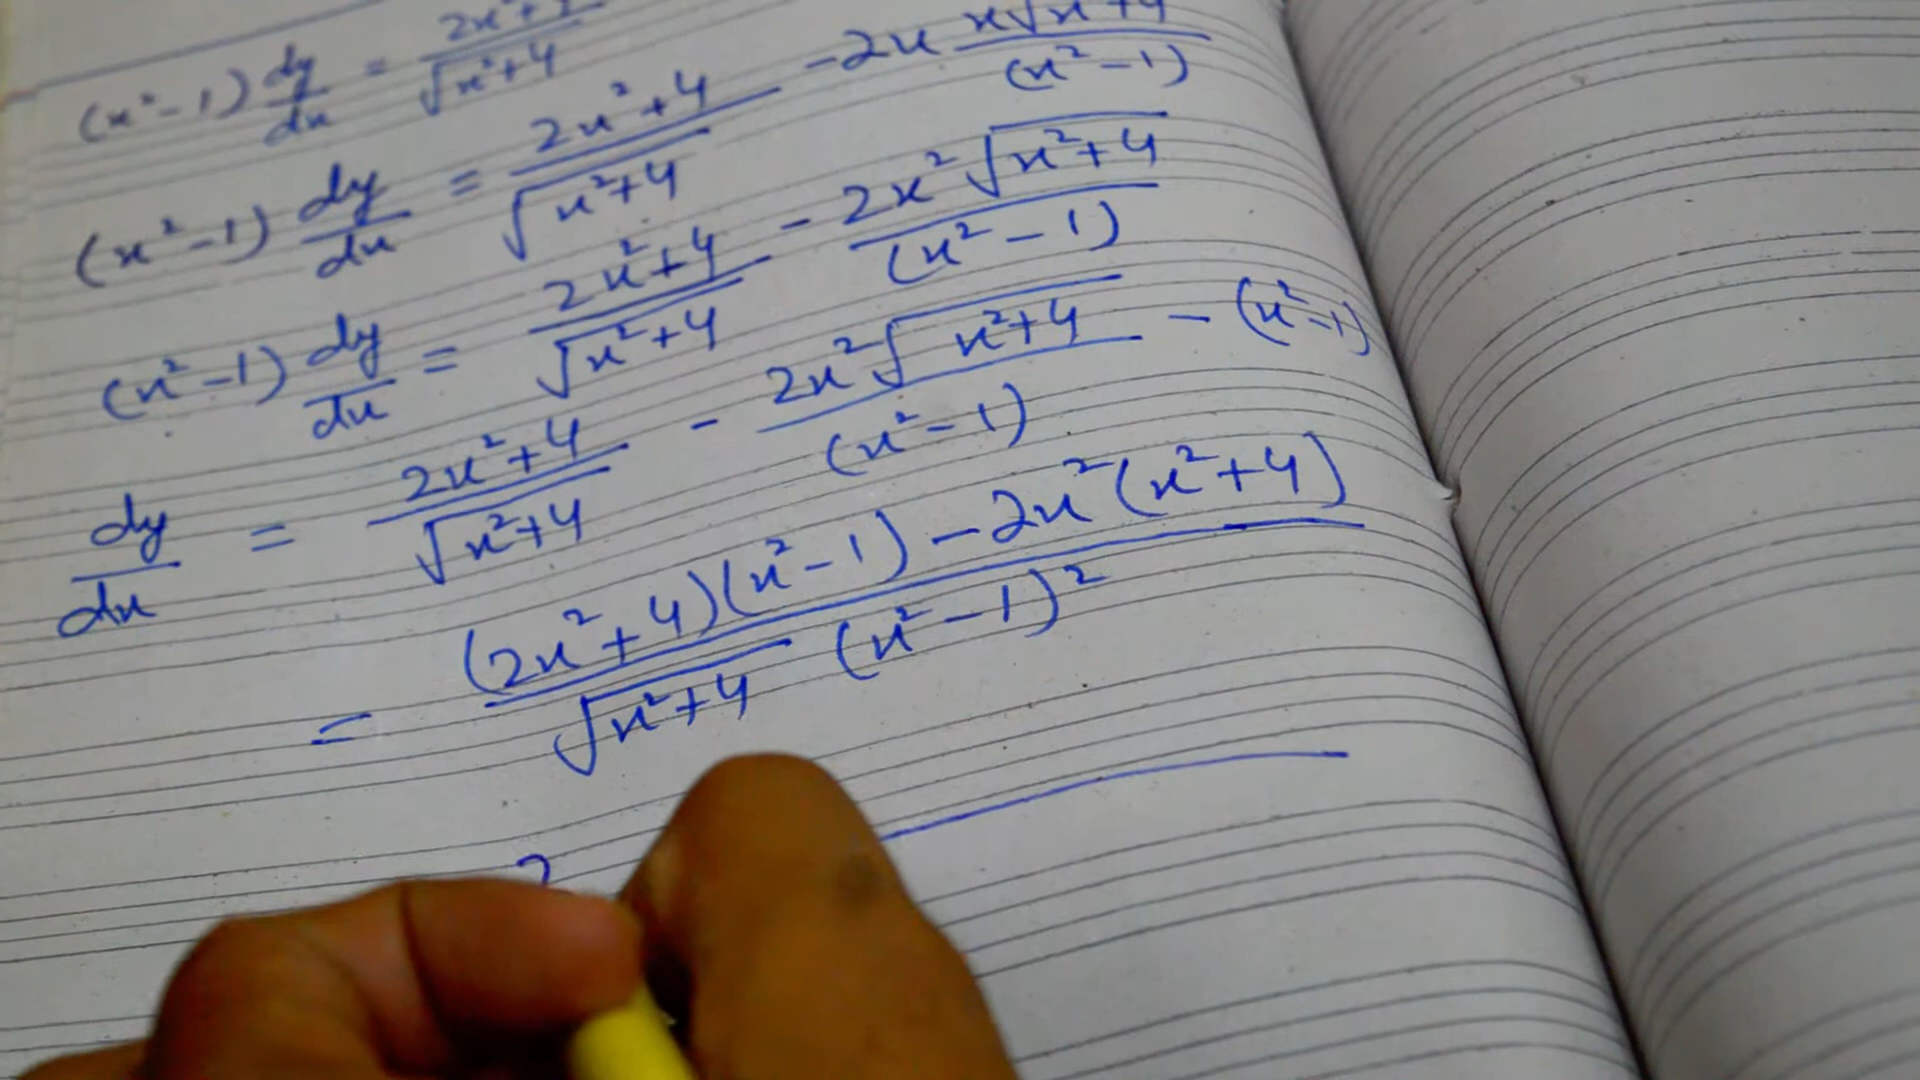 (x²-1) dy/dx = 2x²+4/√x²+4
(x²-1) dy/dx = 2x²+4/√x²+4 - 2x x√x²+4/(x²-1)
(x²-1) dy/dx = 2x²+4/√x²+4 - 2x²√x²+4/(x²-1)
dy/dx = 2x²+4/√x²+4 - 2x²√x²+4/(x²-1) - (x²-1)
= (2x²+4)(x²-1) - 2x²(x²+4)/√x²+4 (x²-1)²
2